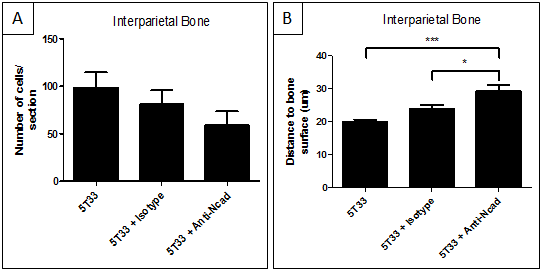 A
Interparietal Bone
Number of cells/
section
150
100
50
0
5T33
5T33 + Isotype
5T33 + Anti-Ncad
B
Interparietal Bone
Distance to bone
surface (um)
40
30
20
10
0
***
*
5T33
5T33 + Isotype
5T33 + Anti-Ncad